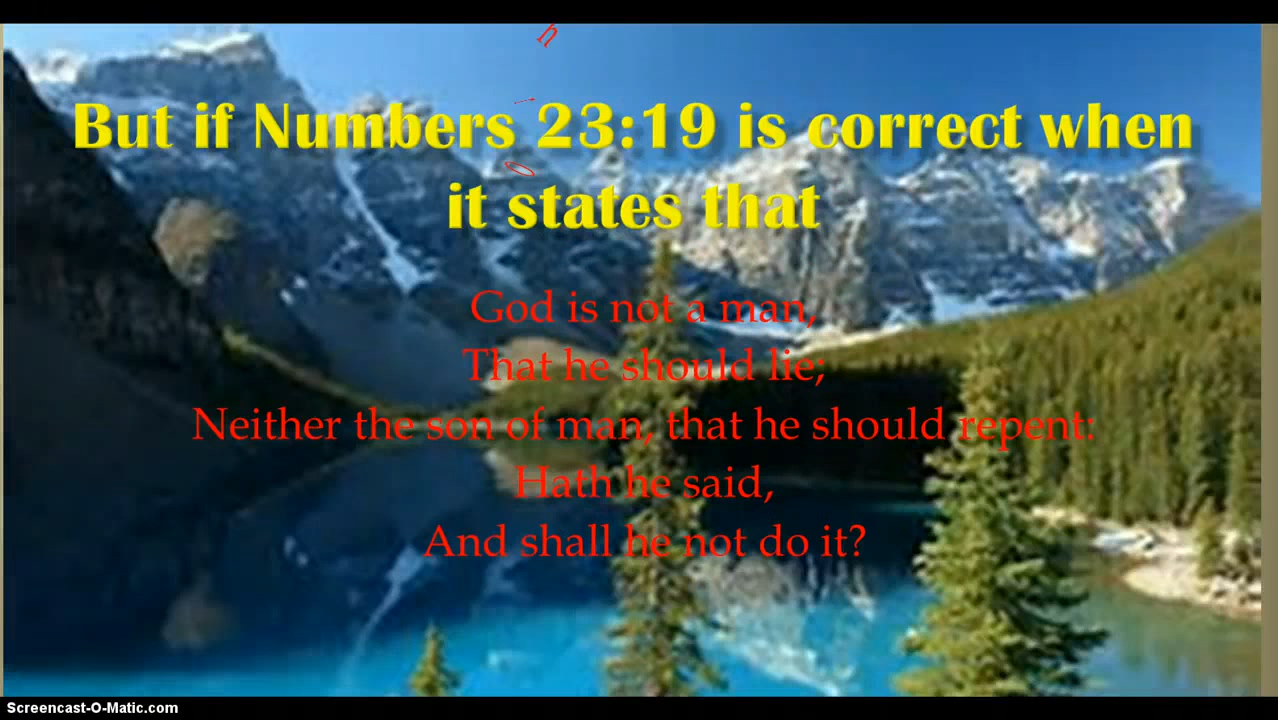 But if Numbers 23:19 is correct when
it states that
God is not a man,
That he should lie;
Neither the son of man, that he should repent:
Hath he said,
And shall he not do it?
Screencast-O-Matic.com